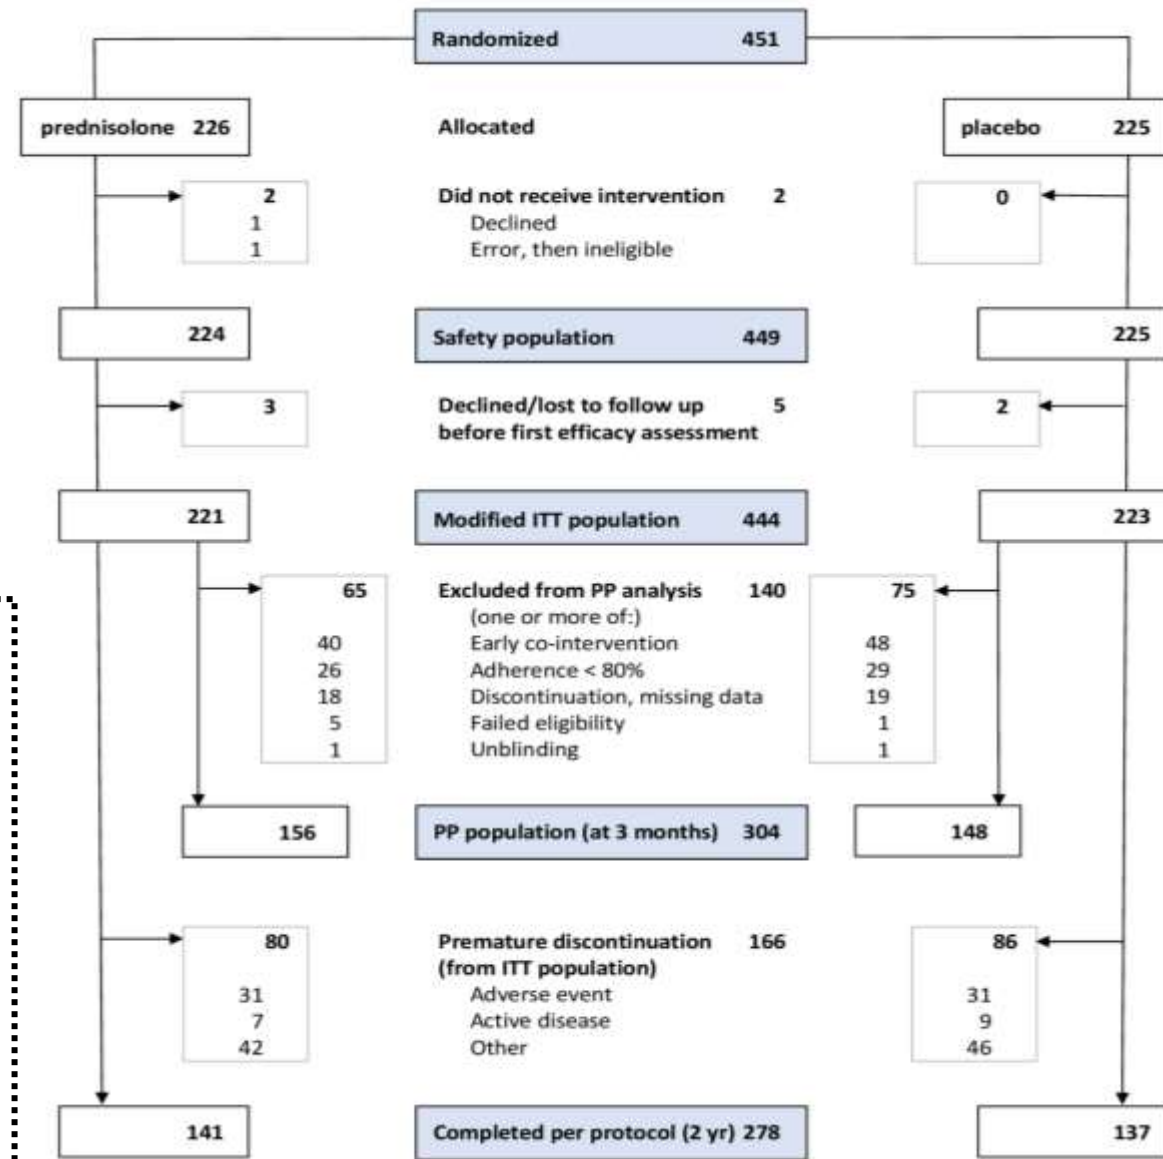 Randomized 451
prednisolone 226 Allocated placebo 225
2 Did not receive intervention 2 0
1 Declined
1 Error, then ineligible
224 Safety population 449 225
3 Declined/lost to follow up 5 2
before first efficacy assessment
221 Modified ITT population 444 223
65 Excluded from PP analysis 140 75
(one or more of:)
40 Early co-intervention 48
26 Adherence < 80% 29
18 Discontinuation, missing data 19
5 Failed eligibility 1
1 Unblinding 1
156 PP population (at 3 months) 304 148
80 Premature discontinuation 166 86
(from ITT population)
31 Adverse event 31
7 Active disease 9
42 Other 46
141 Completed per protocol (2 yr) 278 137